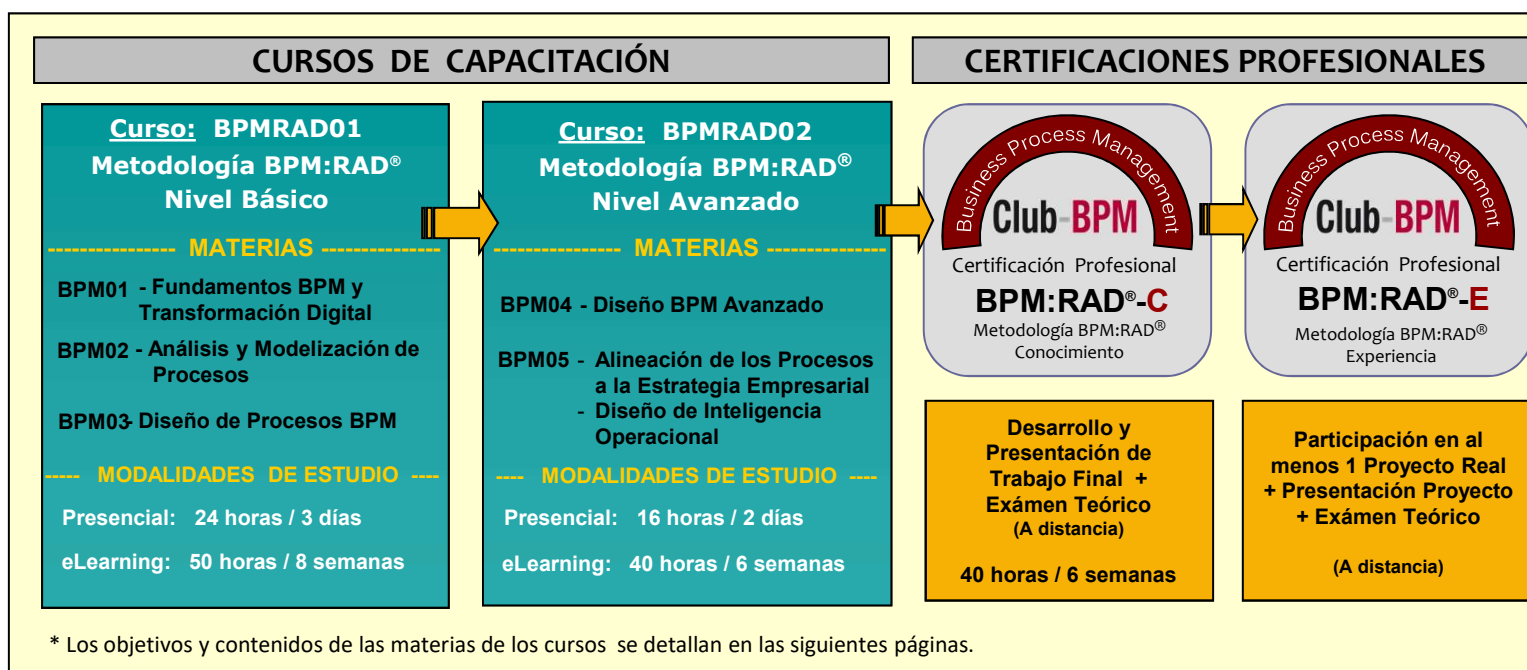 CURSOS DE CAPACITACIÓN
Curso: BPMRAD01
Metodología BPM:RAD®
Nivel Básico
---------------- MATERIAS ---------------
BPM01 - Fundamentos BPM y
Transformación Digital
BPM02 - Análisis y Modelización de
Procesos
BPM03- Diseño de Procesos BPM
----- MODALIDADES DE ESTUDIO ----
Presencial: 24 horas / 3 días
eLearning: 50 horas / 8 semanas
Curso: BPMRAD02
Metodología BPM:RAD®
Nivel Avanzado
---------------- MATERIAS ---------------
BPM04 - Diseño BPM Avanzado
BPM05 - Alineación de los Procesos
a la Estrategia Empresarial
- Diseño de Inteligencia
Operacional
---- MODALIDADES DE ESTUDIO ----
Presencial: 16 horas / 2 días
eLearning: 40 horas / 6 semanas
CERTIFICACIONES PROFESIONALES
Business Process Management
Club-BPM
Certificación Profesional
BPM:RAD®-C
Metodología BPM:RAD®
Conocimiento
Desarrollo y
Presentación de
Trabajo Final +
Exámen Teórico
(A distancia)
40 horas / 6 semanas
Business Process Management
Club-BPM
Certificación Profesional
BPM:RAD®-E
Metodología BPM:RAD®
Experiencia
Participación en al
menos 1 Proyecto Real
+ Presentación Proyecto
+ Exámen Teórico
(A distancia)
* Los objetivos y contenidos de las materias de los cursos se detallan en las siguientes páginas.